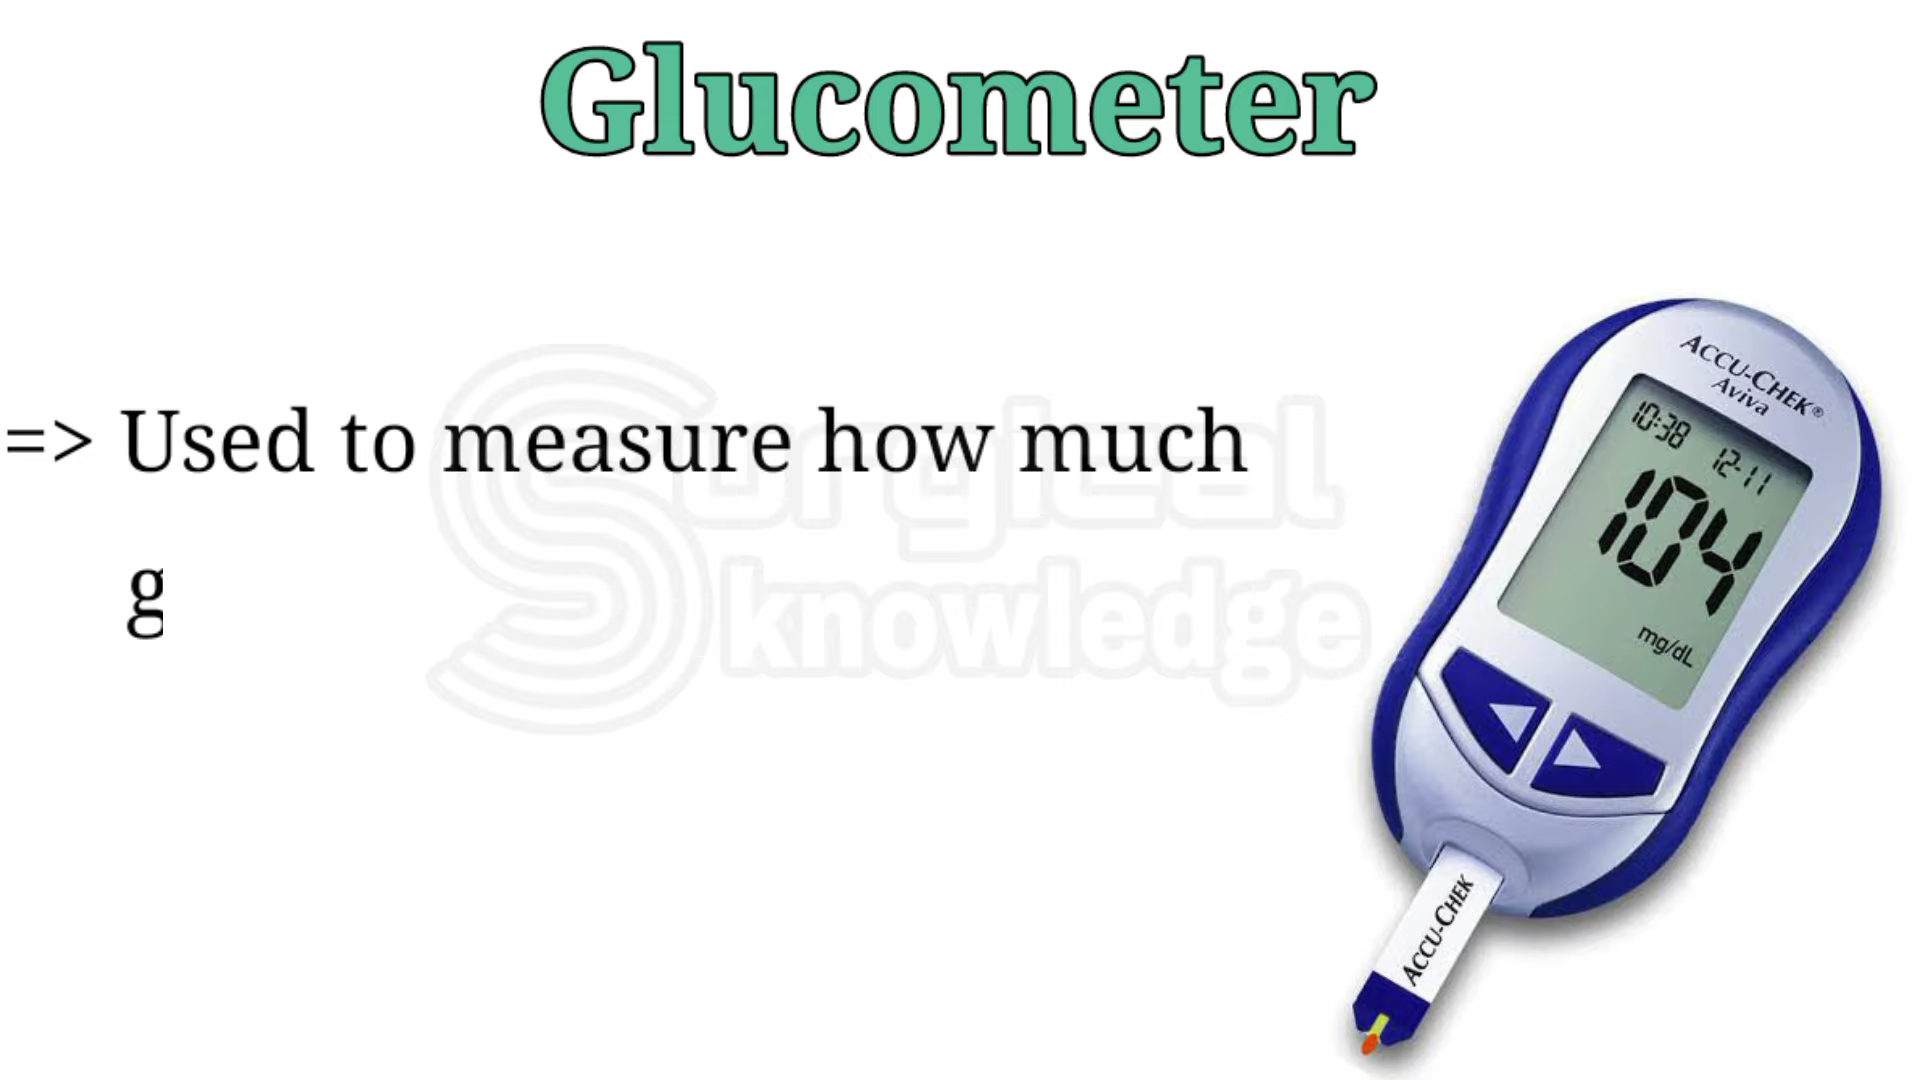 Glucometer
=> Used to measure how much
g
Surgical
knowledge
ACCU-CHEK®
Aviva
10:38
12-11
104
mg/dL
ACCU-CHEK